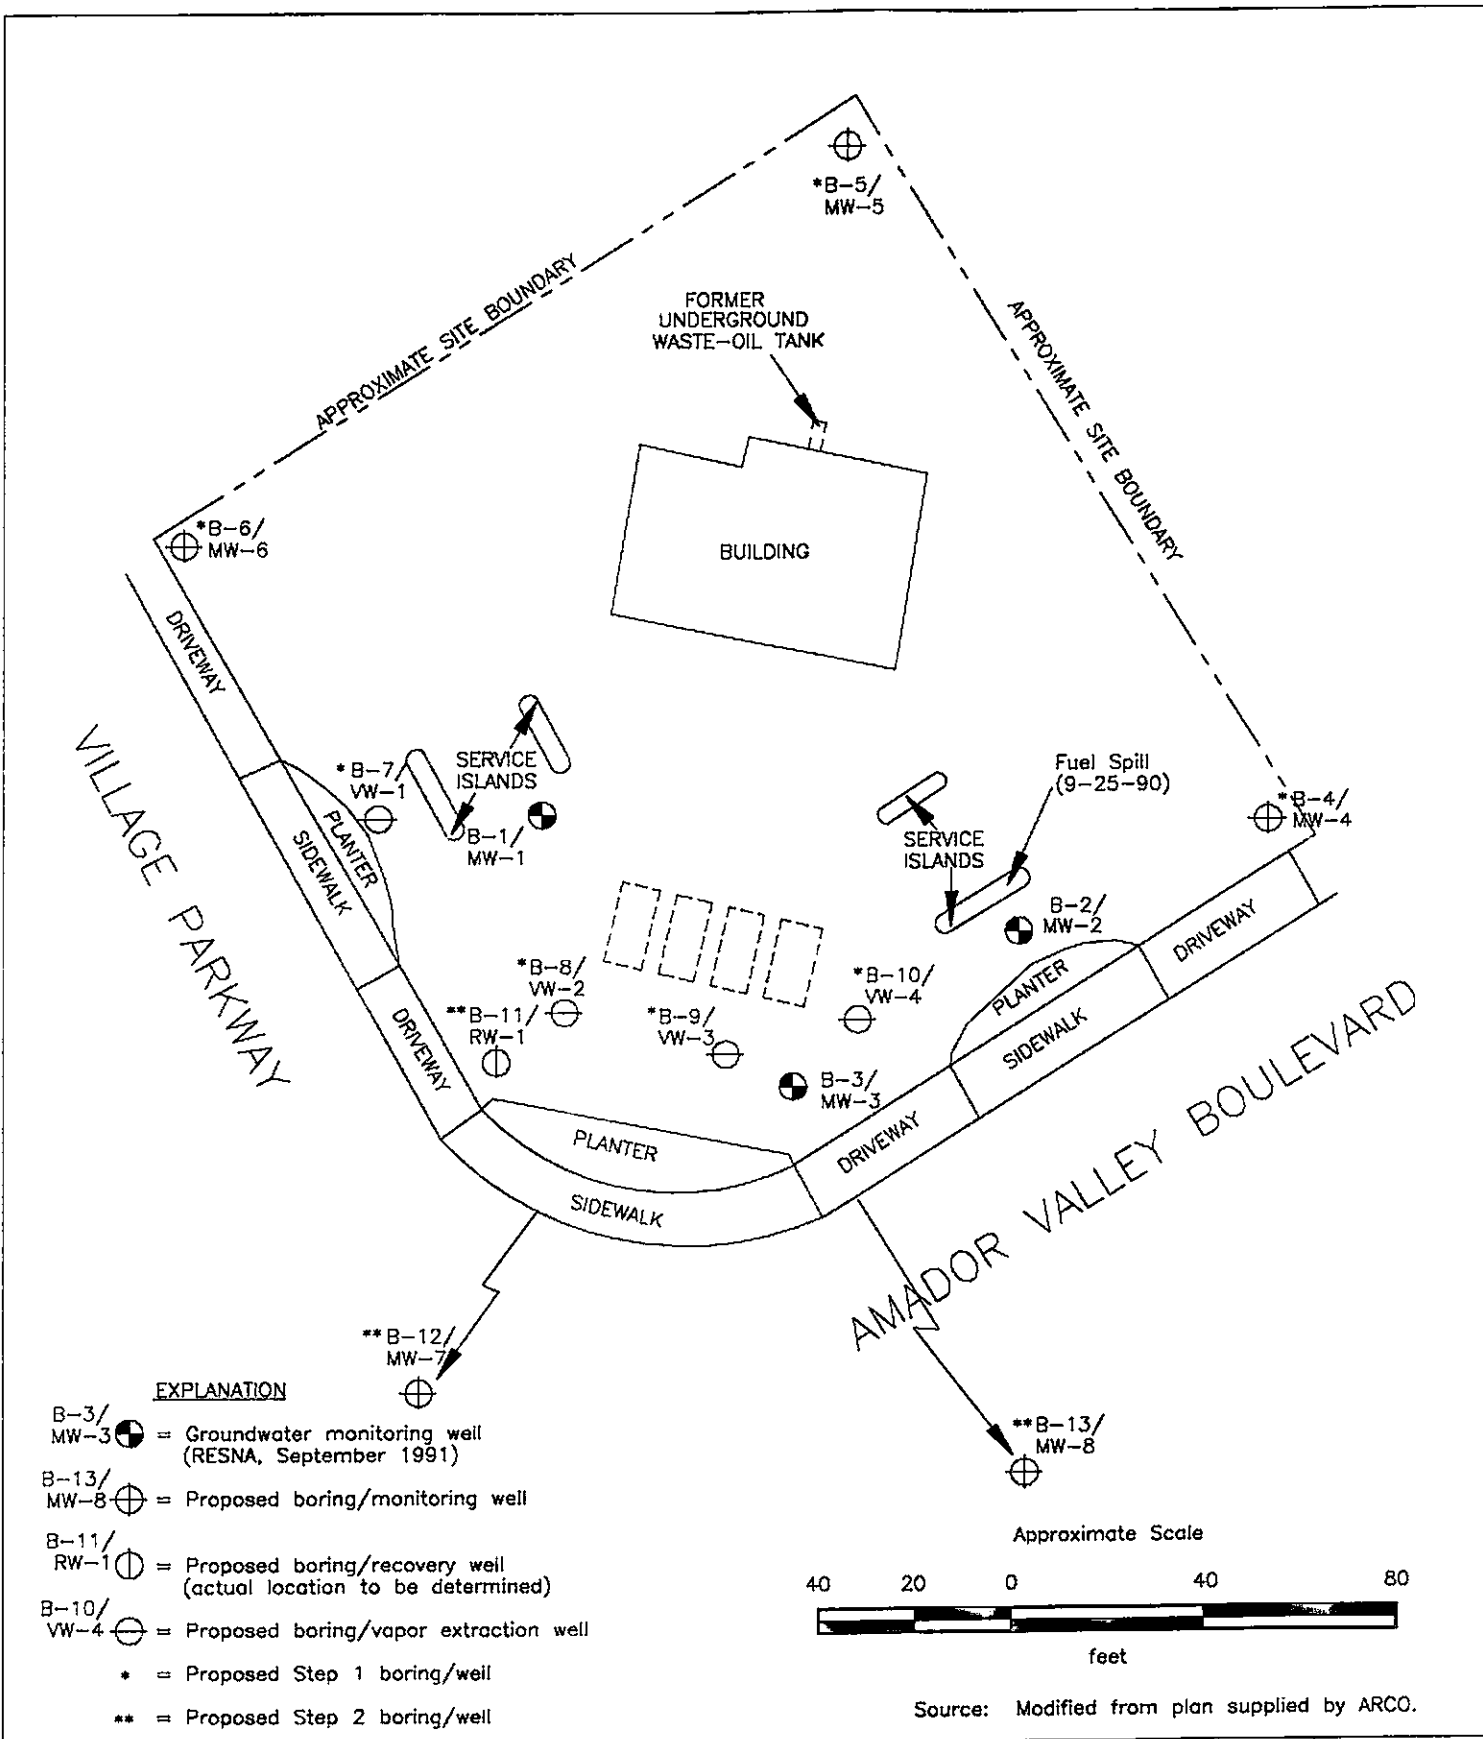 *B-5/
MW-5
APPROXIMATE SITE BOUNDARY
APPROXIMATE SITE BOUNDARY
FORMER
UNDERGROUND
WASTE-OIL TANK
*B-6/
MW-6
BUILDING
DRIVEWAY
VILLAGE PARKWAY
SERVICE
ISLANDS
*B-7/
VW-1
Fuel Spill
(9-25-90)
*B-4/
MW-4
PLANTER
SIDEWALK
B-1/
MW-1
SERVICE
ISLANDS
B-2/
MW-2
DRIVEWAY
*B-8/
VW-2
*B-10/
VW-4
PLANTER
SIDEWALK
**B-11/
RW-1
*B-9/
VW-3
DRIVEWAY
B-3/
MW-3
DRIVEWAY
PLANTER
SIDEWALK
AMADOR VALLEY BOULEVARD
**B-12/
MW-7
**B-13/
MW-8
EXPLANATION
B-3/
MW-3 = Groundwater monitoring well
(RESNA, September 1991)
B-13/
MW-8 = Proposed boring/monitoring well
B-11/
RW-1 = Proposed boring/recovery well
(actual location to be determined)
B-10/
VW-4 = Proposed boring/vapor extraction well
* = Proposed Step 1 boring/well
** = Proposed Step 2 boring/well
Approximate Scale
40 20 0 40 80
feet
Source: Modified from plan supplied by ARCO.